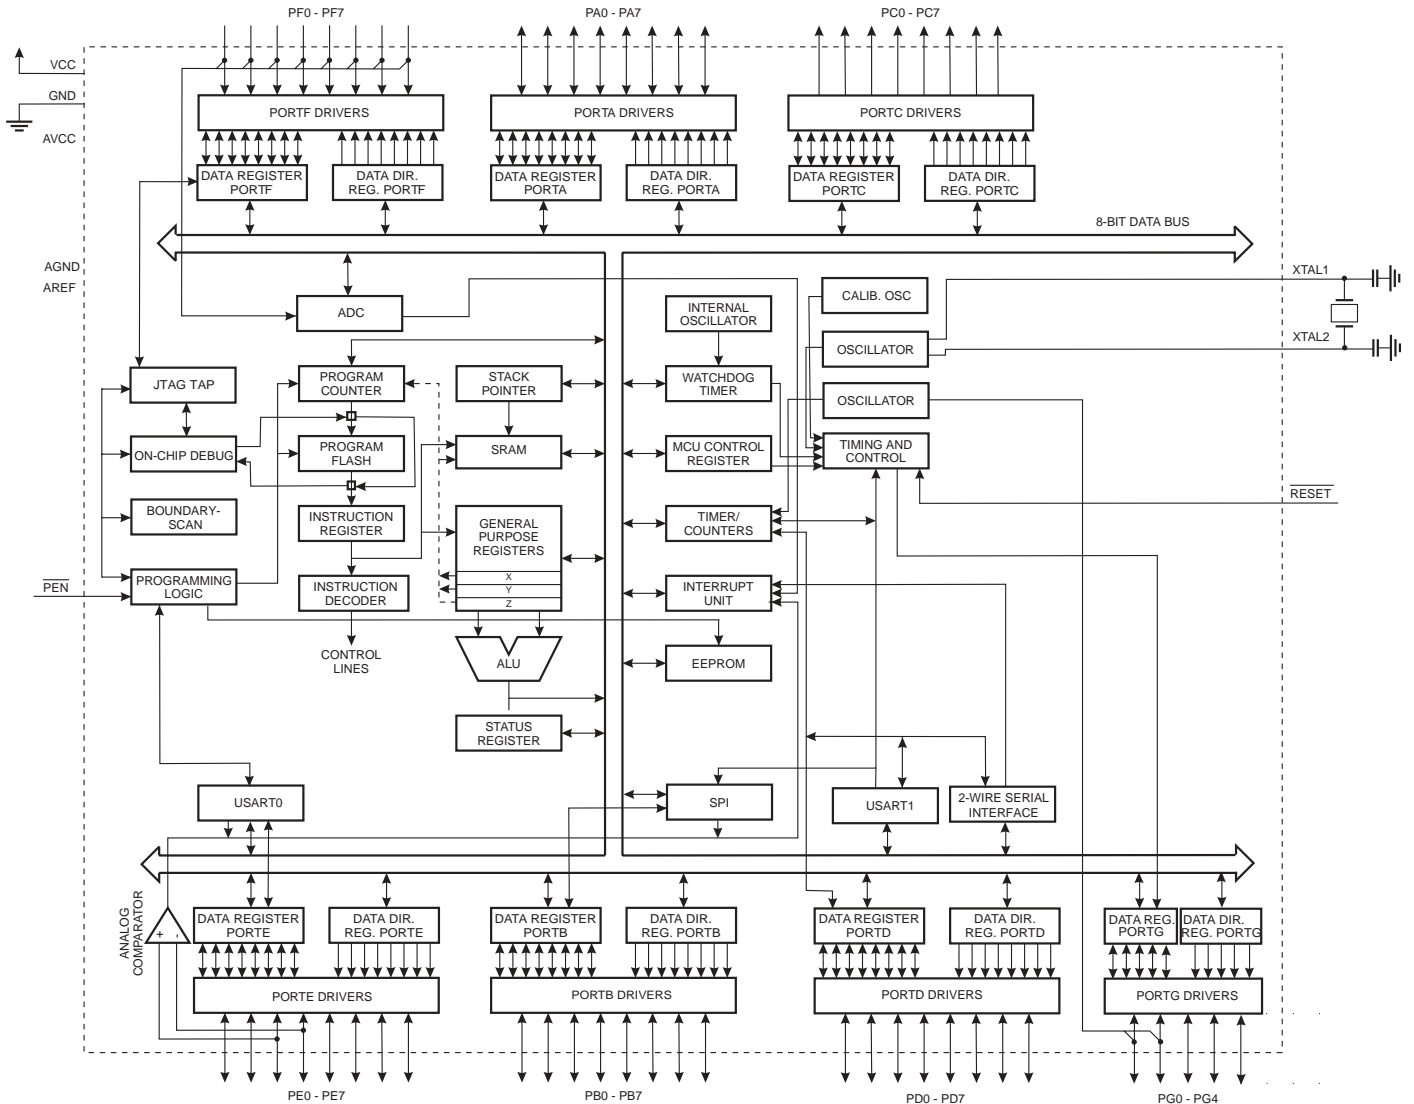 PF0 - PF7
PA0 - PA7
PC0 - PC7
VCC
GND
AVCC
PORTF DRIVERS
PORTA DRIVERS
PORTC DRIVERS
DATA REGISTER
PORTF
DATA DIR.
REG. PORTF
DATA REGISTER
PORTA
DATA DIR.
REG. PORTA
DATA REGISTER
PORTC
DATA DIR.
REG. PORTC
8-BIT DATA BUS
AGND
AREF
XTAL1
XTAL2
ADC
INTERNAL
OSCILLATOR
CALIB. OSC
OSCILLATOR
JTAG TAP
PROGRAM
COUNTER
STACK
POINTER
WATCHDOG
TIMER
OSCILLATOR
ON-CHIP DEBUG
PROGRAM
FLASH
SRAM
MCU CONTROL
REGISTER
TIMING AND
CONTROL
RESET
BOUNDARY-
SCAN
INSTRUCTION
REGISTER
GENERAL
PURPOSE
REGISTERS
X
Y
Z
TIMER/
COUNTERS
PEN
PROGRAMMING
LOGIC
INSTRUCTION
DECODER
INTERRUPT
UNIT
CONTROL
LINES
ALU
EEPROM
STATUS
REGISTER
USART0
SPI
USART1
2-WIRE SERIAL
INTERFACE
ANALOG
COMPARATOR
+
-
DATA REGISTER
PORTE
DATA DIR.
REG. PORTE
DATA REGISTER
PORTB
DATA DIR.
REG. PORTB
DATA REGISTER
PORTD
DATA DIR.
REG. PORTD
DATA REG.
PORTG
DATA DIR.
REG. PORTG
PORTE DRIVERS
PORTB DRIVERS
PORTD DRIVERS
PORTG DRIVERS
PE0 - PE7
PB0 - PB7
PD0 - PD7
PG0 - PG4